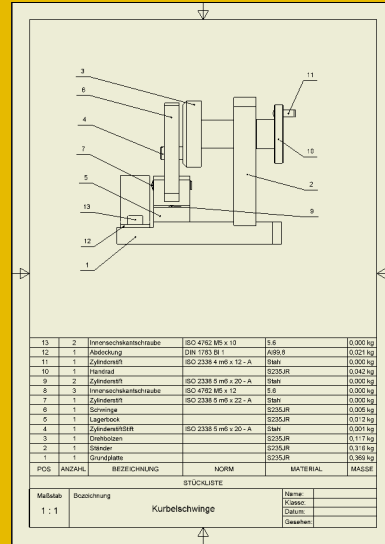 3
6
4
7
5
13
12
1
11
10
2
9
13 2 Innensechskantschraube ISO 4762 M5 x 10 5.6 0,000 kg
12 1 Abdeckung DIN 1783 Bl 1 Al99,8 0,021 kg
11 1 Zylinderstift ISO 2338 4 m6 x 12 - A Stahl 0,000 kg
10 1 Handrad S235JR 0,042 kg
9 2 Zylinderstift ISO 2338 5 m6 x 20 - A Stahl 0,000 kg
8 3 Innensechskantschraube ISO 4762 M5 x 12 5.6 0,000 kg
7 1 Zylinderstift ISO 2338 5 m6 x 22 - A Stahl 0,000 kg
6 1 Schwinge S235JR 0,005 kg
5 1 Lagerbock S235JR 0,012 kg
4 1 ZylinderstiftStift ISO 2338 5 m6 x 20 - A Stahl 0,001 kg
3 1 Drehbolzen S235JR 0,117 kg
2 1 Ständer S235JR 0,318 kg
1 1 Grundplatte S235JR 0,369 kg
POS ANZAHL BEZEICHNUNG NORM MATERIAL MASSE
STÜCKLISTE
Maßstab Bezeichnung Name:
Klasse:
1 : 1 Kurbelschwinge Datum:
Gesehen: